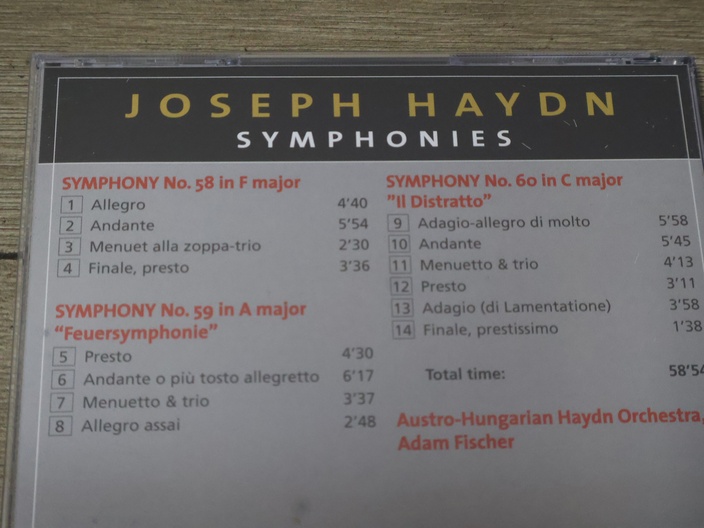 JOSEPH HAYDN
SYMPHONIES
SYMPHONY No. 58 in F major
1 Allegro 4'40
2 Andante 5'54
3 Menuet alla zoppa-trio 2'30
4 Finale, presto 3'36
SYMPHONY No. 59 in A major
“Feuersymphonie”
5 Presto 4'30
6 Andante o più tosto allegretto 6'17
7 Menuetto & trio 3'37
8 Allegro assai 2'48
SYMPHONY No. 60 in C major
”Il Distratto”
9 Adagio-allegro di molto 5'58
10 Andante 5'45
11 Menuetto & trio 4'13
12 Presto 3'11
13 Adagio (di Lamentatione) 3'58
14 Finale, prestissimo 1'38
Total time: 58'54
Austro-Hungarian Haydn Orchestra,
Adam Fischer